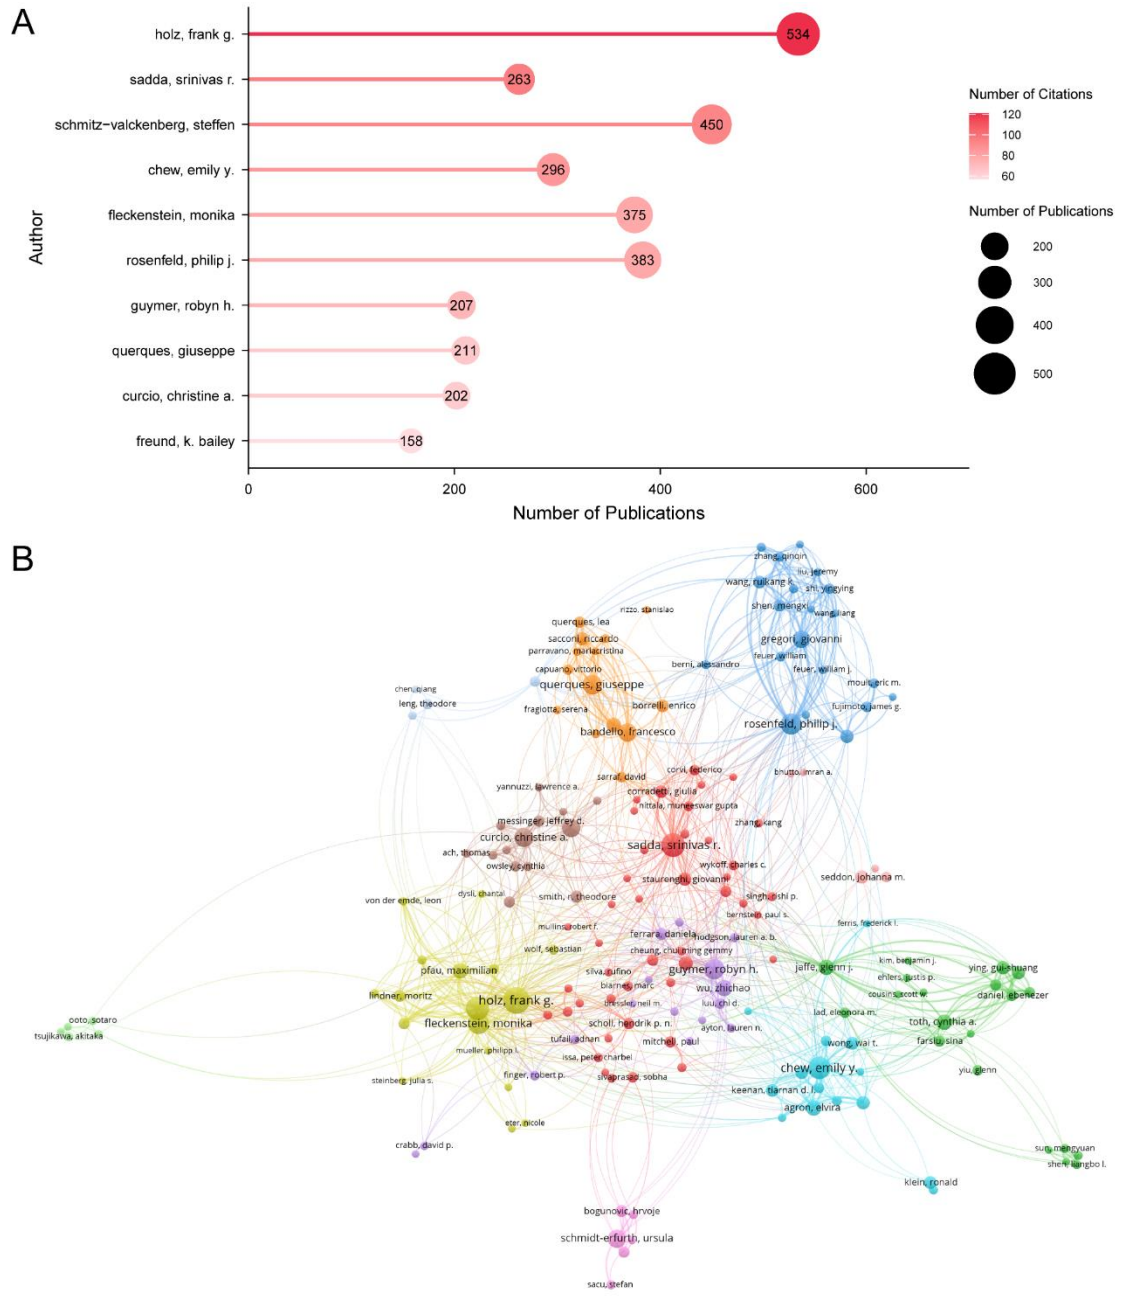 A
Author
holz, frank g.
534
sadda, srinivas r.
263
schmitz−valckenberg, steffen
450
chew, emily y.
296
fleckenstein, monika
375
rosenfeld, philip j.
383
guymer, robyn h.
207
querques, giuseppe
211
curcio, christine a.
202
freund, k. bailey
158
0
200
400
600
Number of Publications
Number of Citations
120
100
80
60
Number of Publications
200
300
400
500
B
zhang, qinqin
liu, jeremy
wang, ruikang k.
shi, yingying
shen, mengxi
wang, liang
rizzo, stanislao
querques, lea
sacconi, riccardo
gregori, giovanni
parravano, mariacristina
feuer, william
berni, alessandro
capuano, vittorio
feuer, william j.
querques, giuseppe
moult, eric m.
chen, qiang
leng, theodore
fragiotta, serena
borrelli, enrico
fujimoto, james g.
rosenfeld, philip j.
bandello, francesco
corvi, federico
bhutto, imran a.
sarraf, david
yannuzzi, lawrence a.
corradetti, giulia
nittala, muneeswar gupta
messinger, jeffrey d.
zhang, kang
curcio, christine a.
sadda, srinivas r.
ach, thomas
owsley, cynthia
wykoff, charles c.
staurenghi, giovanni
seddon, johanna m.
dysli, chantal
smith, r. theodore
singh, rishi p.
von der emde, leon
bernstein, paul s.
mullins, robert f.
ferris, frederick l.
ferrara, daniela
hodgson, lauren a. b.
wolf, sebastian
cheung, chui ming gemmy
kim, benjamin j.
pfau, maximilian
silva, rufino
guymer, robyn h.
jaffe, glenn j.
ying, gui-shuang
ehlers, justis p.
biarnes, marc
wu, zhichao
lindner, moritz
cousins, scott w.
daniel, ebenezer
holz, frank g.
bressler, neil m.
luu, chi d.
lad, eleonora m.
ooto, sotaro
fleckenstein, monika
scholl, hendrik p. n.
ayton, lauren n.
toth, cynthia a.
tsujikawa, akitaka
tufail, adnan
mitchell, paul
wong, wai t.
farsiu, sina
mueller, philipp l.
issa, peter charbel
chew, emily y.
yiu, glenn
steinberg, julia s.
finger, robert p.
sivaprasad, sobha
keenan, tiarnan d. l.
agron, elvira
eter, nicole
crabb, david p.
sun, mengyuan
shen, liangbo l.
klein, ronald
bogunovic, hrvoje
schmidt-erfurth, ursula
sacu, stefan